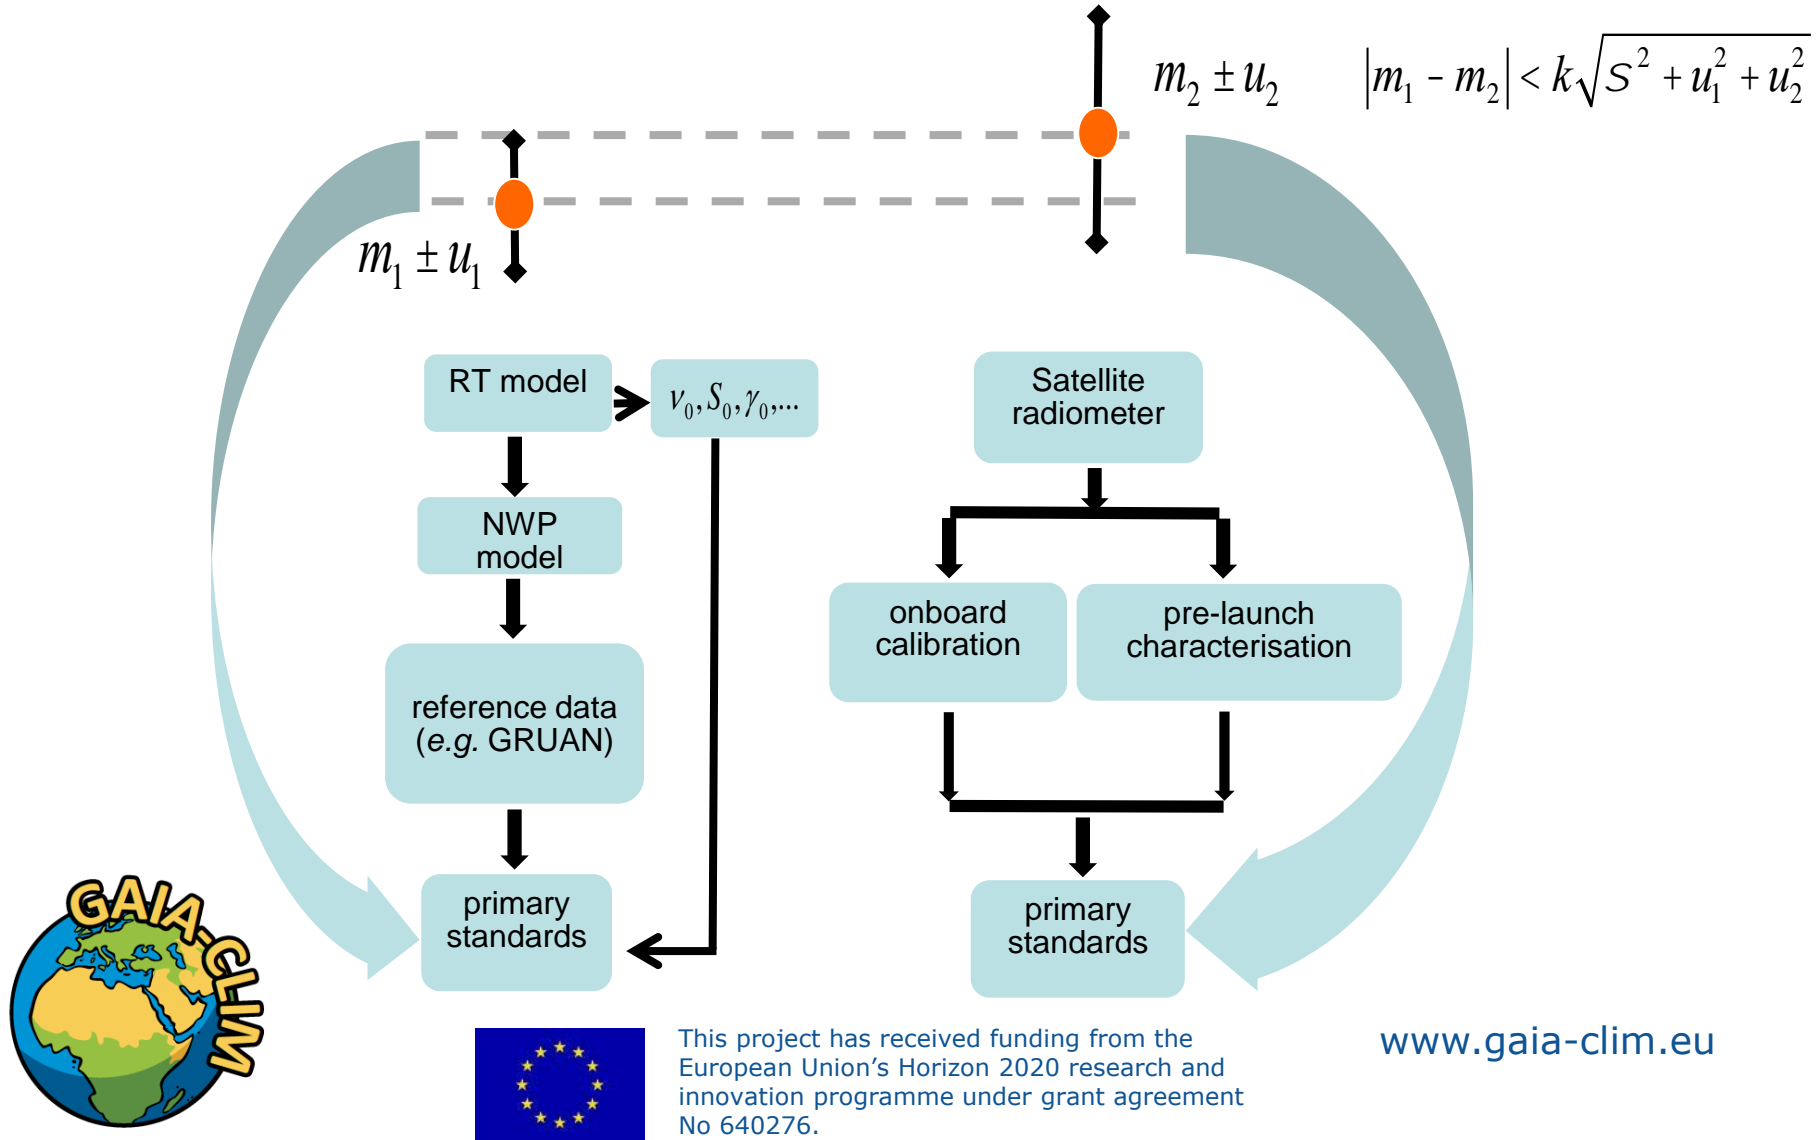 m₂ ± u₂
|m₁ - m₂| < k√S² + u₁² + u₂²
m₁ ± u₁
RT model
ν₀, S₀, γ₀,...
NWP
model
reference data
(e.g. GRUAN)
primary
standards
Satellite
radiometer
onboard
calibration
pre-launch
characterisation
primary
standards
GAIA-CLIM
This project has received funding from the
European Union’s Horizon 2020 research and
innovation programme under grant agreement
No 640276.
www.gaia-clim.eu